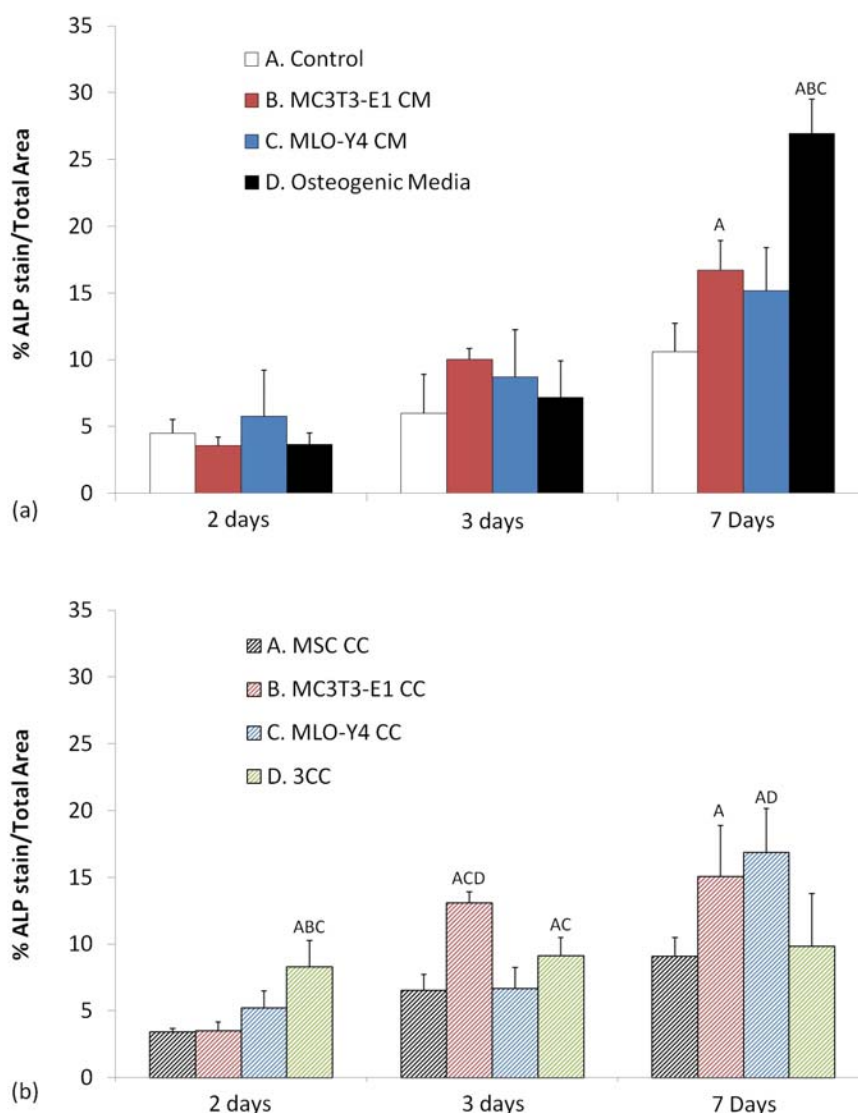 35
30
25
20
15
10
5
0
% ALP stain/Total Area
A. Control
B. MC3T3-E1 CM
C. MLO-Y4 CM
D. Osteogenic Media
A
ABC
2 days
3 days
7 Days
(a)
35
30
25
20
15
10
5
0
% ALP stain/Total Area
A. MSC CC
B. MC3T3-E1 CC
C. MLO-Y4 CC
D. 3CC
ABC
ACD
AC
A
AD
2 days
3 days
7 Days
(b)